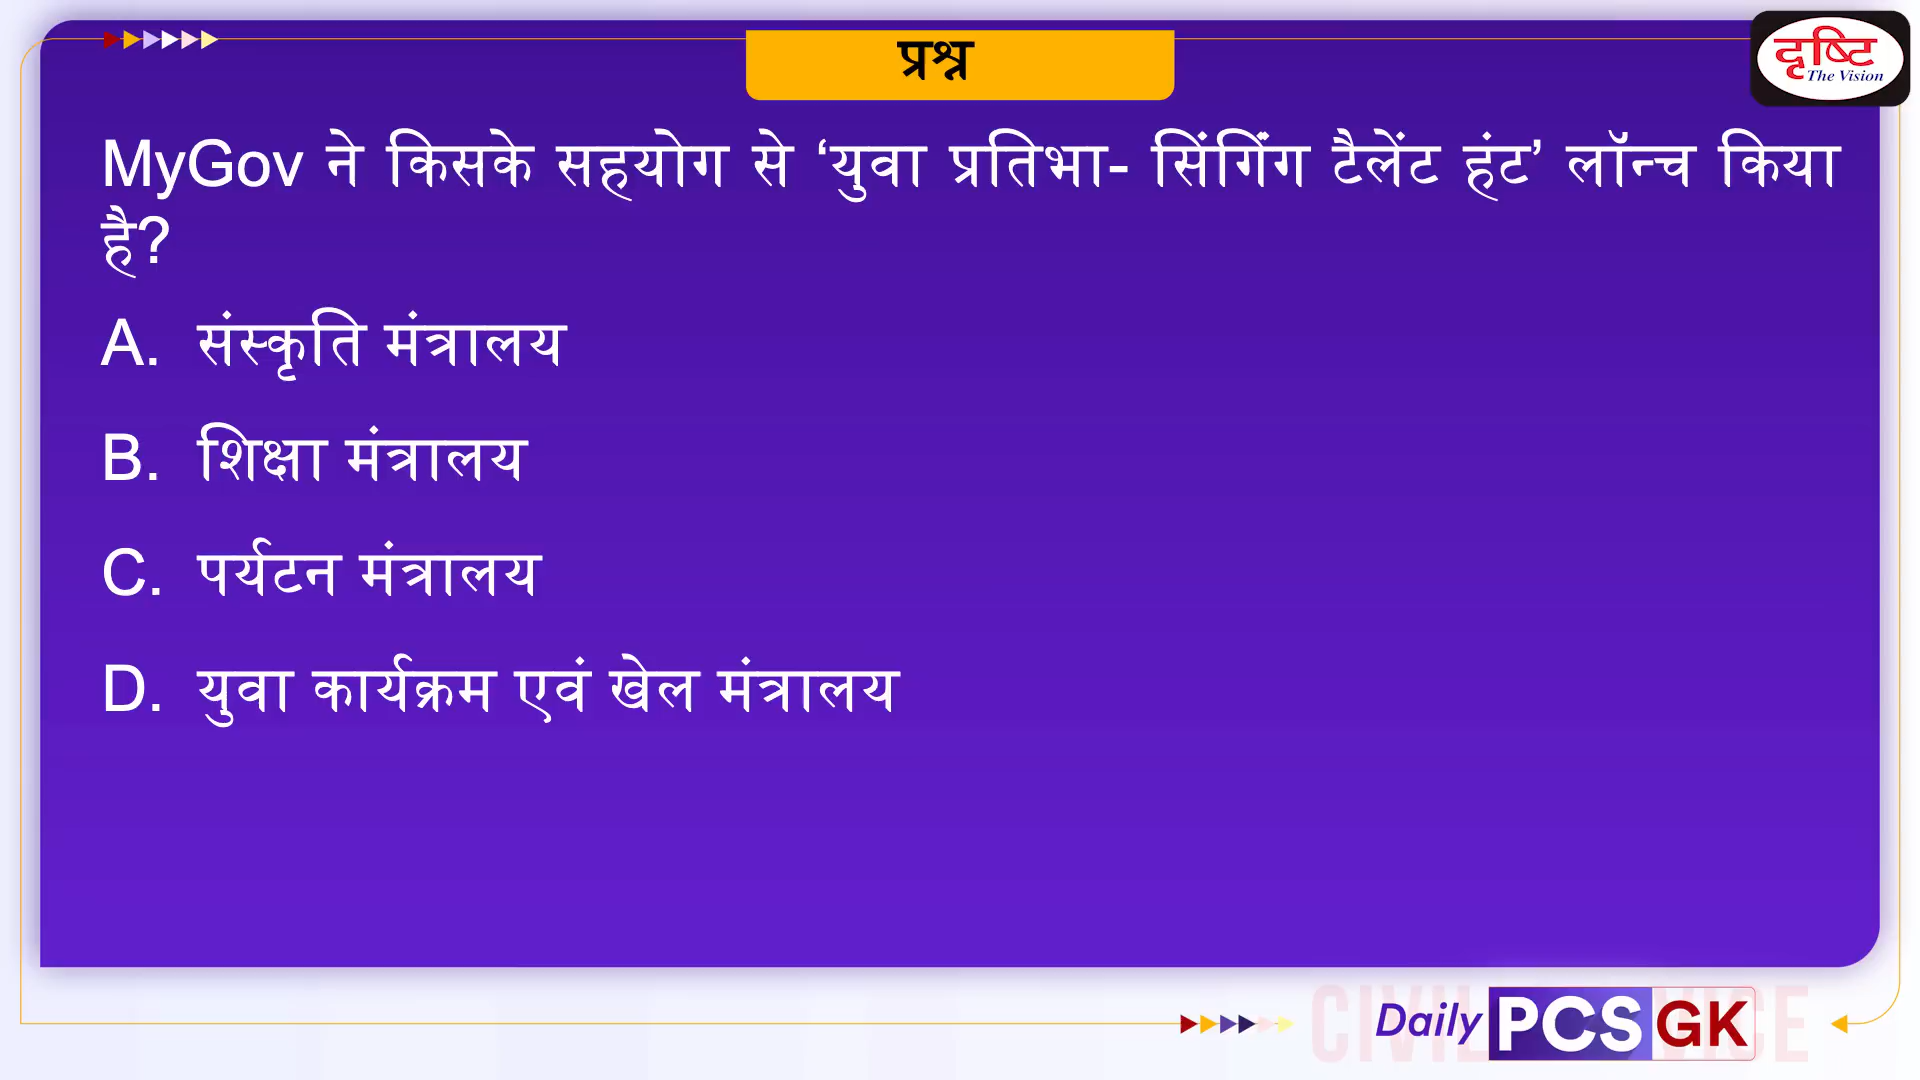 प्रश्न
दृष्टि
The Vision
MyGov ने किसके सहयोग से ‘युवा प्रतिभा- सिंगिंग टैलेंट हंट’ लॉन्च किया
है?
A. संस्कृति मंत्रालय
B. शिक्षा मंत्रालय
C. पर्यटन मंत्रालय
D. युवा कार्यक्रम एवं खेल मंत्रालय
Daily PCS GK